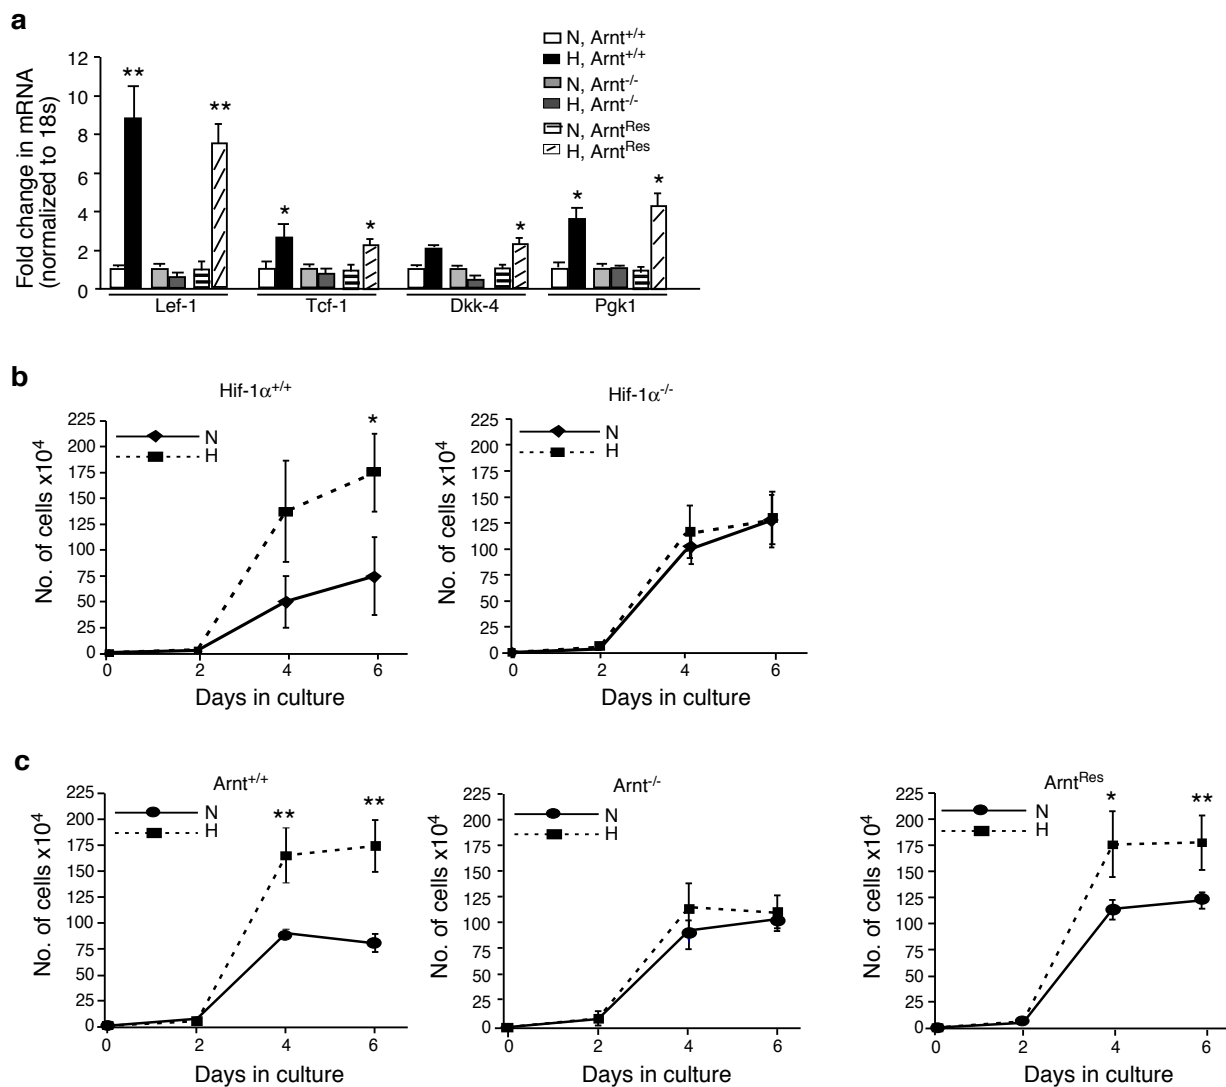 a
Fold change in mRNA
(normalized to 18s)
12
10
8
6
4
2
0
**
**
*
*
*
*
*
N, Arnt+/+
H, Arnt+/+
N, Arnt-/-
H, Arnt-/-
N, ArntRes
H, ArntRes
Lef-1
Tcf-1
Dkk-4
Pgk1
b
Hif-1α+/+
No. of cells x10⁴
225
200
175
150
125
100
75
50
25
0
N
H
*
0 2 4 6
Days in culture
Hif-1α-/-
No. of cells x10⁴
225
200
175
150
125
100
75
50
25
0
N
H
0 2 4 6
Days in culture
c
Arnt+/+
No. of cells x10⁴
225
200
175
150
125
100
75
50
25
0
N
H
**
**
0 2 4 6
Days in culture
Arnt-/-
No. of cells x10⁴
225
200
175
150
125
100
75
50
25
0
N
H
0 2 4 6
Days in culture
ArntRes
No. of cells x10⁴
225
200
175
150
125
100
75
50
25
0
N
H
*
**
0 2 4 6
Days in culture